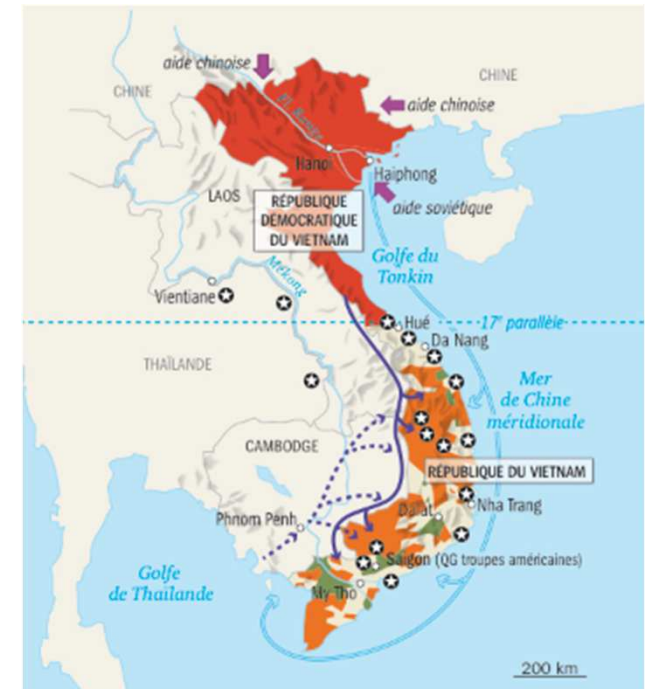 aide chinoise
CHINE
CHINE
aide chinoise
Fl. Rouge
Hanoï
Haiphong
LAOS
RÉPUBLIQUE
DÉMOCRATIQUE
DU VIETNAM
aide soviétique
Golfe du
Tonkin
Mékong
Vientiane
Hué
17e parallèle
Da Nang
THAÏLANDE
Mer
de Chine
méridionale
CAMBODGE
RÉPUBLIQUE DU VIETNAM
Phnom Penh
Dalat
Nha Trang
Saigon (QG troupes américaines)
Golfe
de Thaïlande
My Tho
200 km